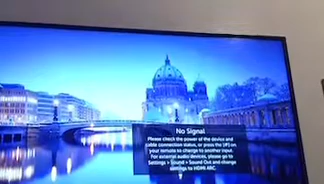 No Signal
Please check the power of the device and
cable connection status, or press the [⏎] on
your remote to change to another input.
For external audio devices, please go to
Settings > Sound > Sound Out and change
settings to HDMI ARC.